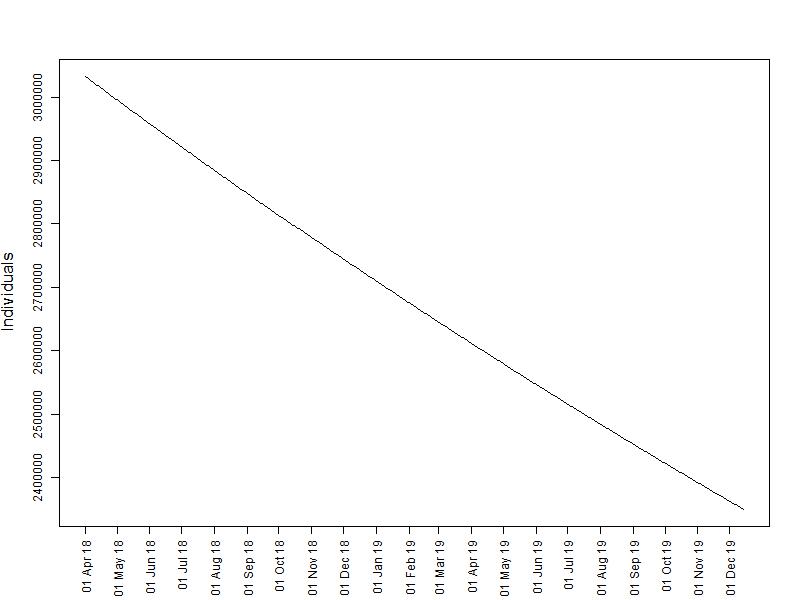 Individuals
3000000
2900000
2800000
2700000
2600000
2500000
2400000
01 Apr 18
01 May 18
01 Jun 18
01 Jul 18
01 Aug 18
01 Sep 18
01 Oct 18
01 Nov 18
01 Dec 18
01 Jan 19
01 Feb 19
01 Mar 19
01 Apr 19
01 May 19
01 Jun 19
01 Jul 19
01 Aug 19
01 Sep 19
01 Oct 19
01 Nov 19
01 Dec 19